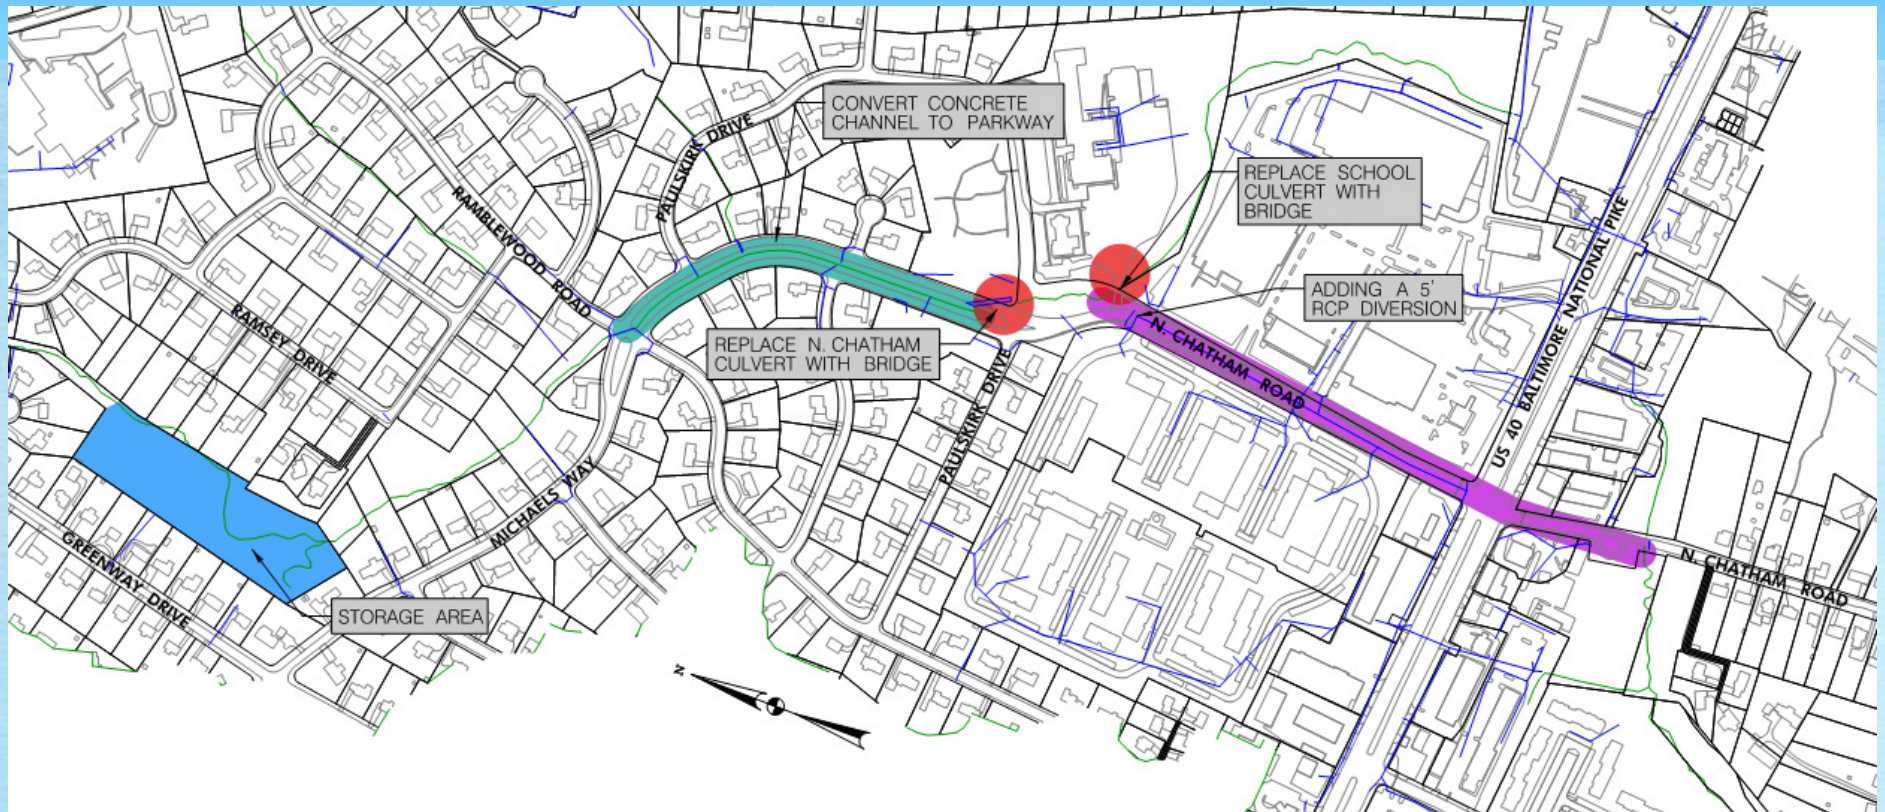 CONVERT CONCRETE
CHANNEL TO PARKWAY
PAULSKIRK DRIVE
REPLACE SCHOOL
CULVERT WITH
BRIDGE
RAMBLEWOOD ROAD
ADDING A 5'
RCP DIVERSION
US 40 BALTIMORE NATIONAL PIKE
RAMSEY DRIVE
REPLACE N. CHATHAM
CULVERT WITH BRIDGE
N. CHATHAM ROAD
PAULSKIRK DRIVE
MICHAELS WAY
GREENWAY DRIVE
STORAGE AREA
N. CHATHAM ROAD
N